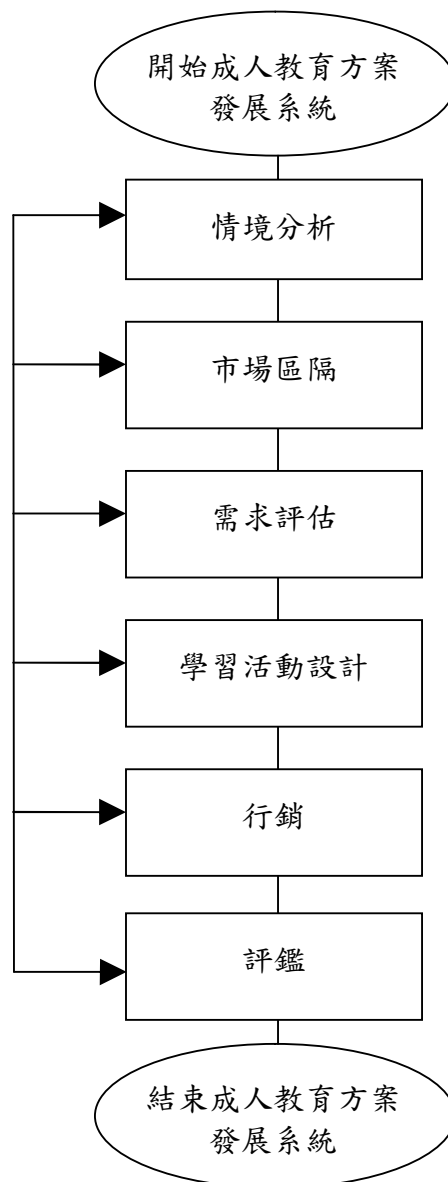 開始成人教育方案
發展系統
情境分析
市場區隔
需求評估
學習活動設計
行銷
評鑑
結束成人教育方案
發展系統